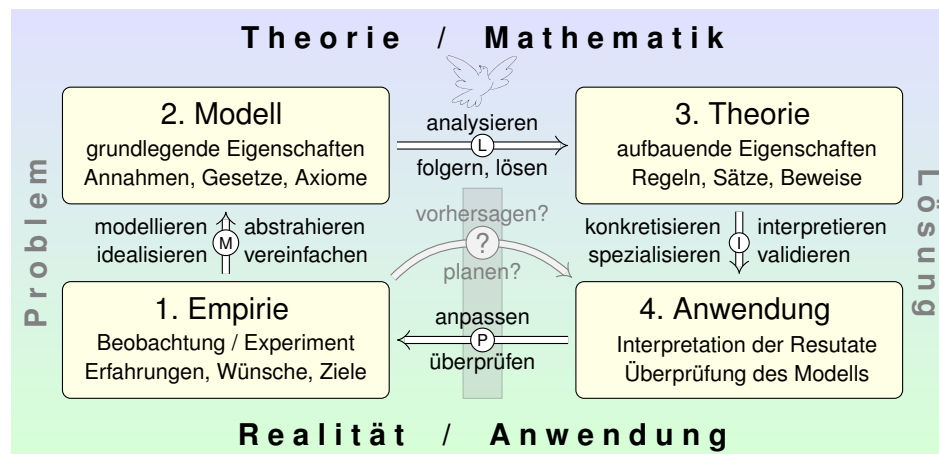 Theorie / Mathematik
2. Modell
grundlegende Eigenschaften
Annahmen, Gesetze, Axiome
analysieren
L
folgern, lösen
3. Theorie
aufbauende Eigenschaften
Regeln, Sätze, Beweise
Problem
Lösung
modellieren
idealisieren
M
abstrahieren
vereinfachen
vorhersagen?
?
planen?
konkretisieren
spezialisieren
I
interpretieren
validieren
1. Empirie
Beobachtung / Experiment
Erfahrungen, Wünsche, Ziele
anpassen
P
überprüfen
4. Anwendung
Interpretation der Resutate
Überprüfung des Modells
Realität / Anwendung